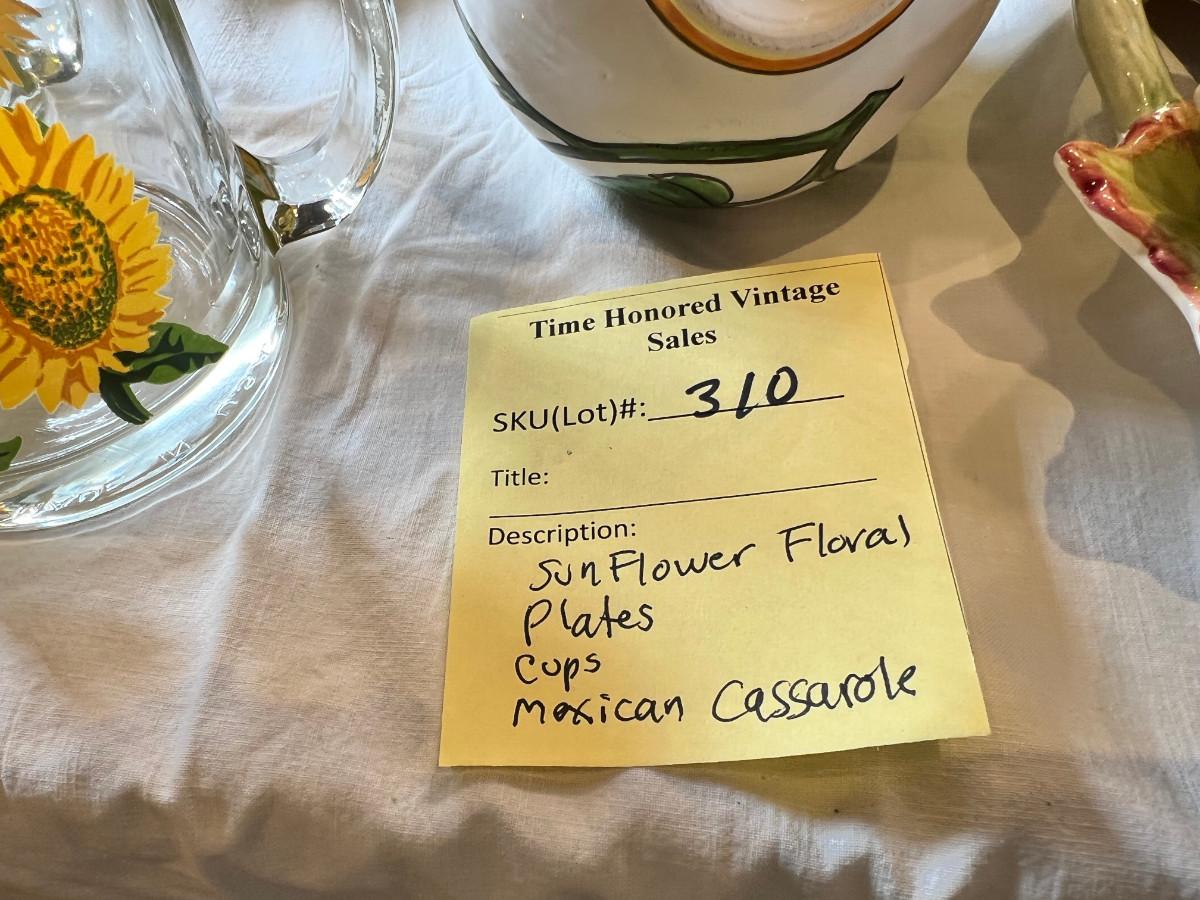 Time Honored Vintage
Sales
SKU(Lot)#: 310
Title:
Description:
SunFlower Floral
Plates
Cups
Mexican Cassarole